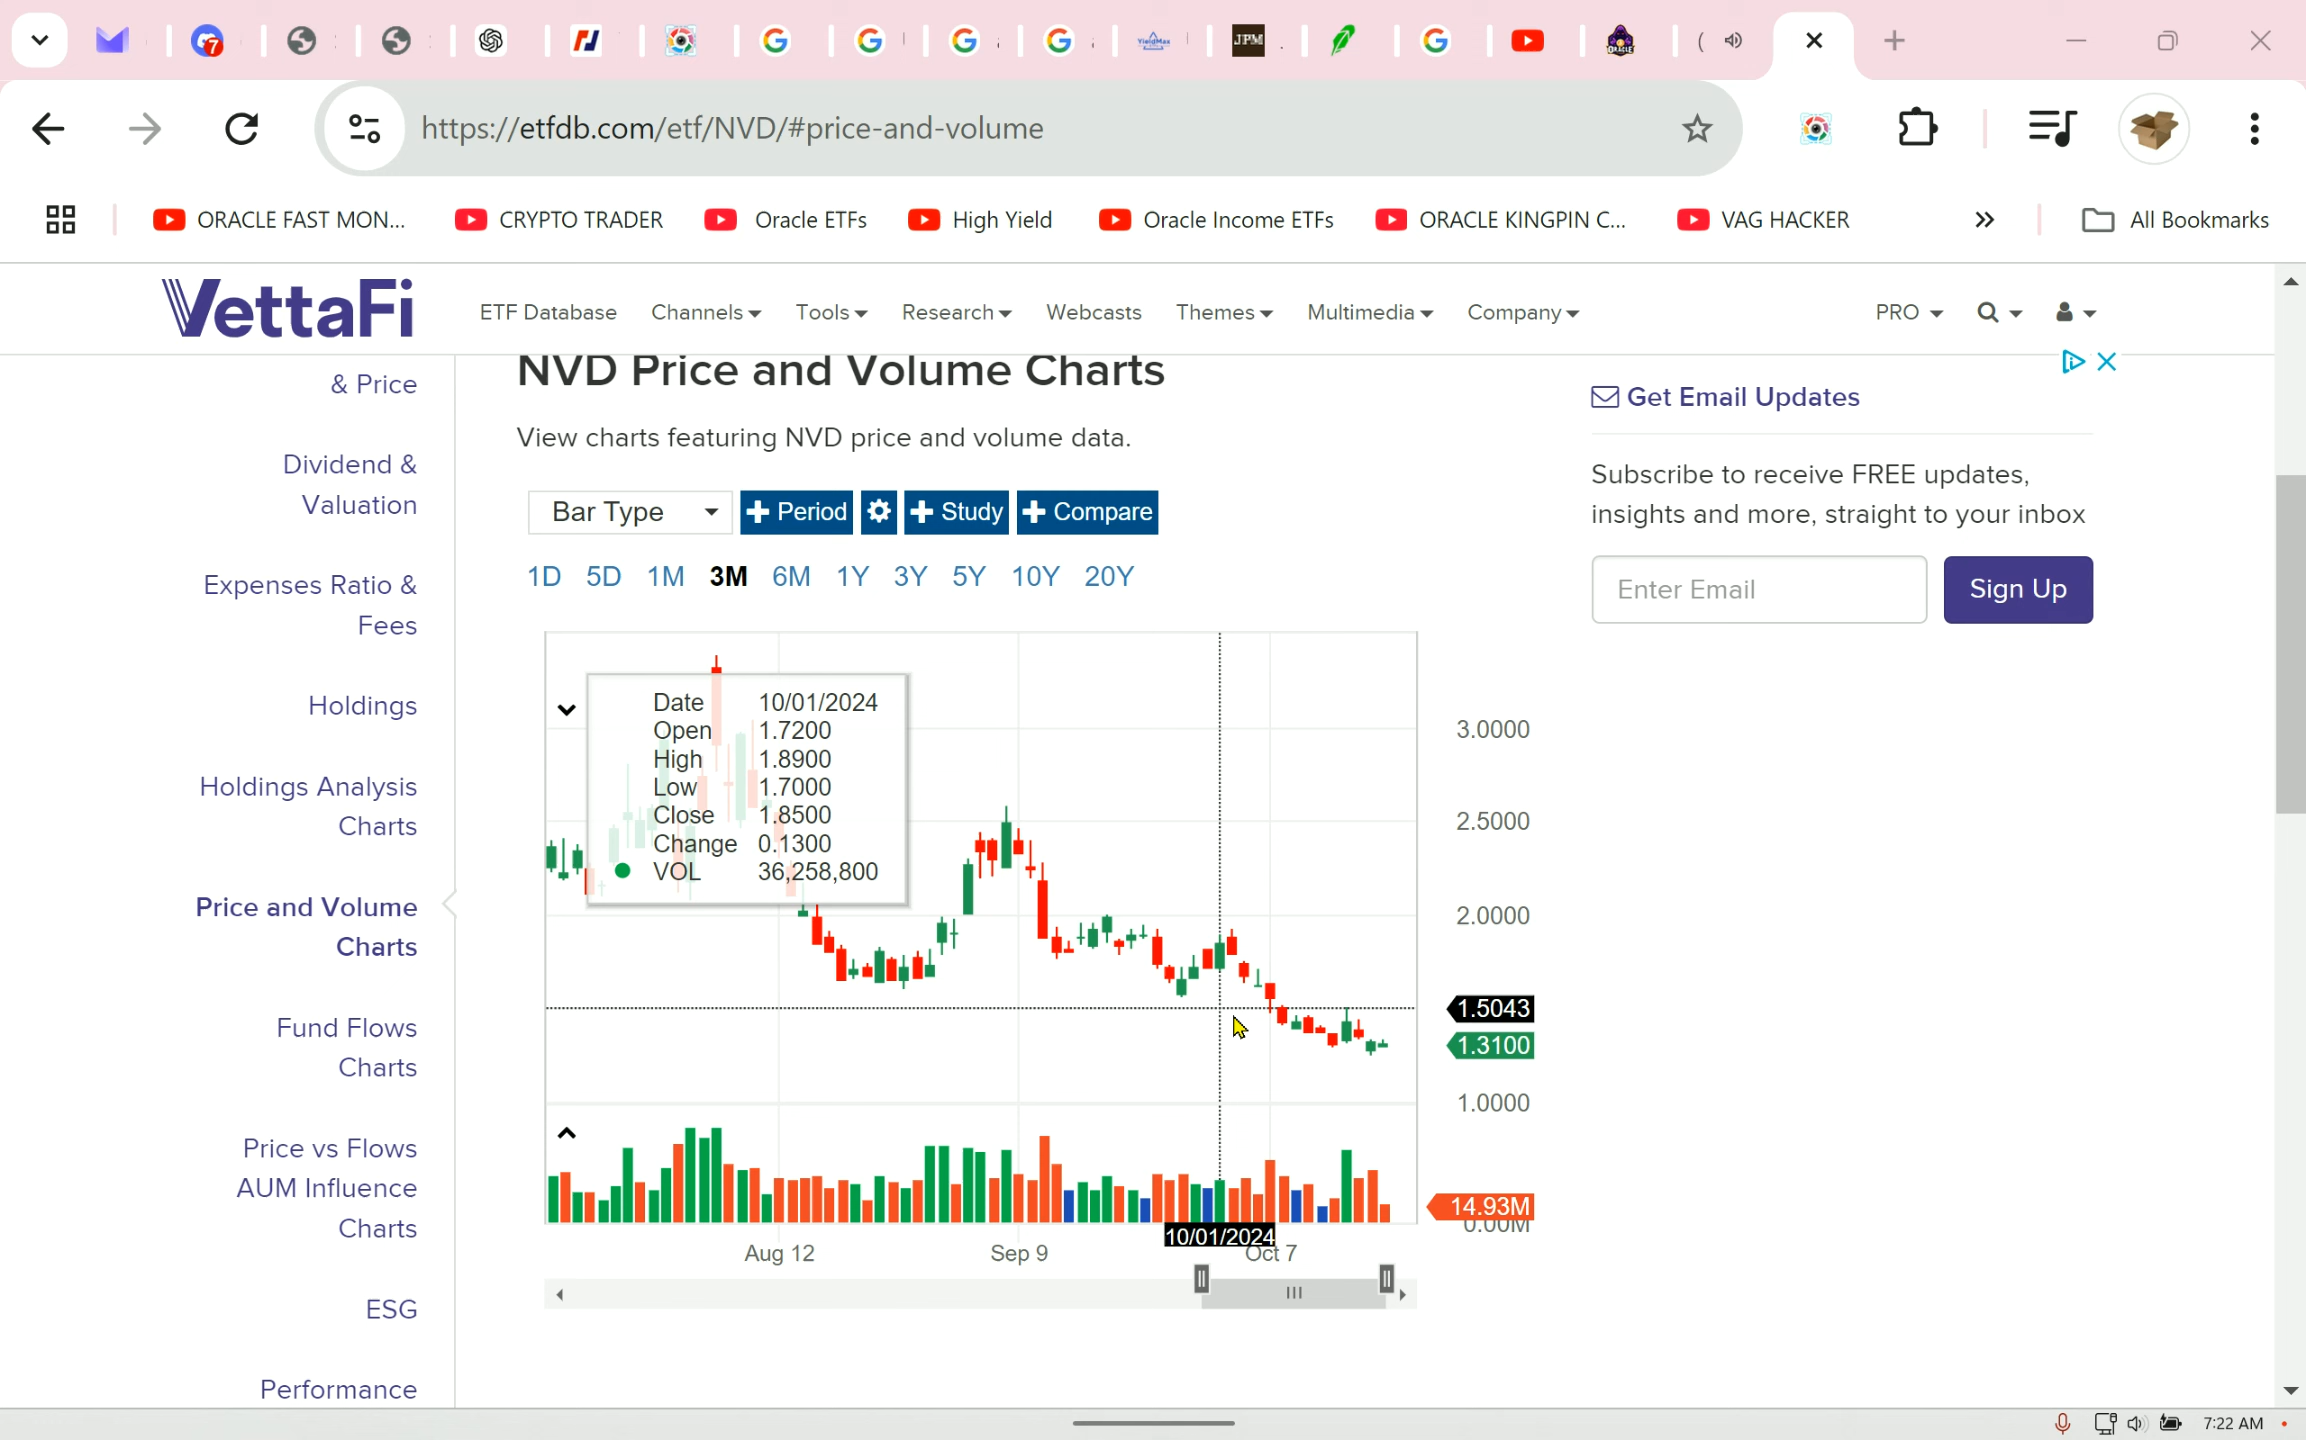 7
YieldMax
JPM
ORACLE
(
https://etfdb.com/etf/NVD/#price-and-volume
ORACLE FAST MON... CRYPTO TRADER Oracle ETFs High Yield Oracle Income ETFs ORACLE KINGPIN C... VAG HACKER » All Bookmarks
VettaFi ETF Database Channels Tools Research Webcasts Themes Multimedia Company PRO
& Price
Dividend &
Valuation
Expenses Ratio &
Fees
Holdings
Holdings Analysis
Charts
Price and Volume
Charts
Fund Flows
Charts
Price vs Flows
AUM Influence
Charts
ESG
Performance
NVD Price and Volume Charts
View charts featuring NVD price and volume data.
Bar Type + Period + Study + Compare
1D 5D 1M 3M 6M 1Y 3Y 5Y 10Y 20Y
Date 10/01/2024
Open 1.7200
High 1.8900
Low 1.7000
Close 1.8500
Change 0.1300
VOL 36,258,800
3.0000
2.5000
2.0000
1.5043
1.3100
1.0000
14.93M
0.00M
10/01/2024
Aug 12 Sep 9 Oct 7
Get Email Updates
Subscribe to receive FREE updates,
insights and more, straight to your inbox
Enter Email Sign Up
7:22 AM